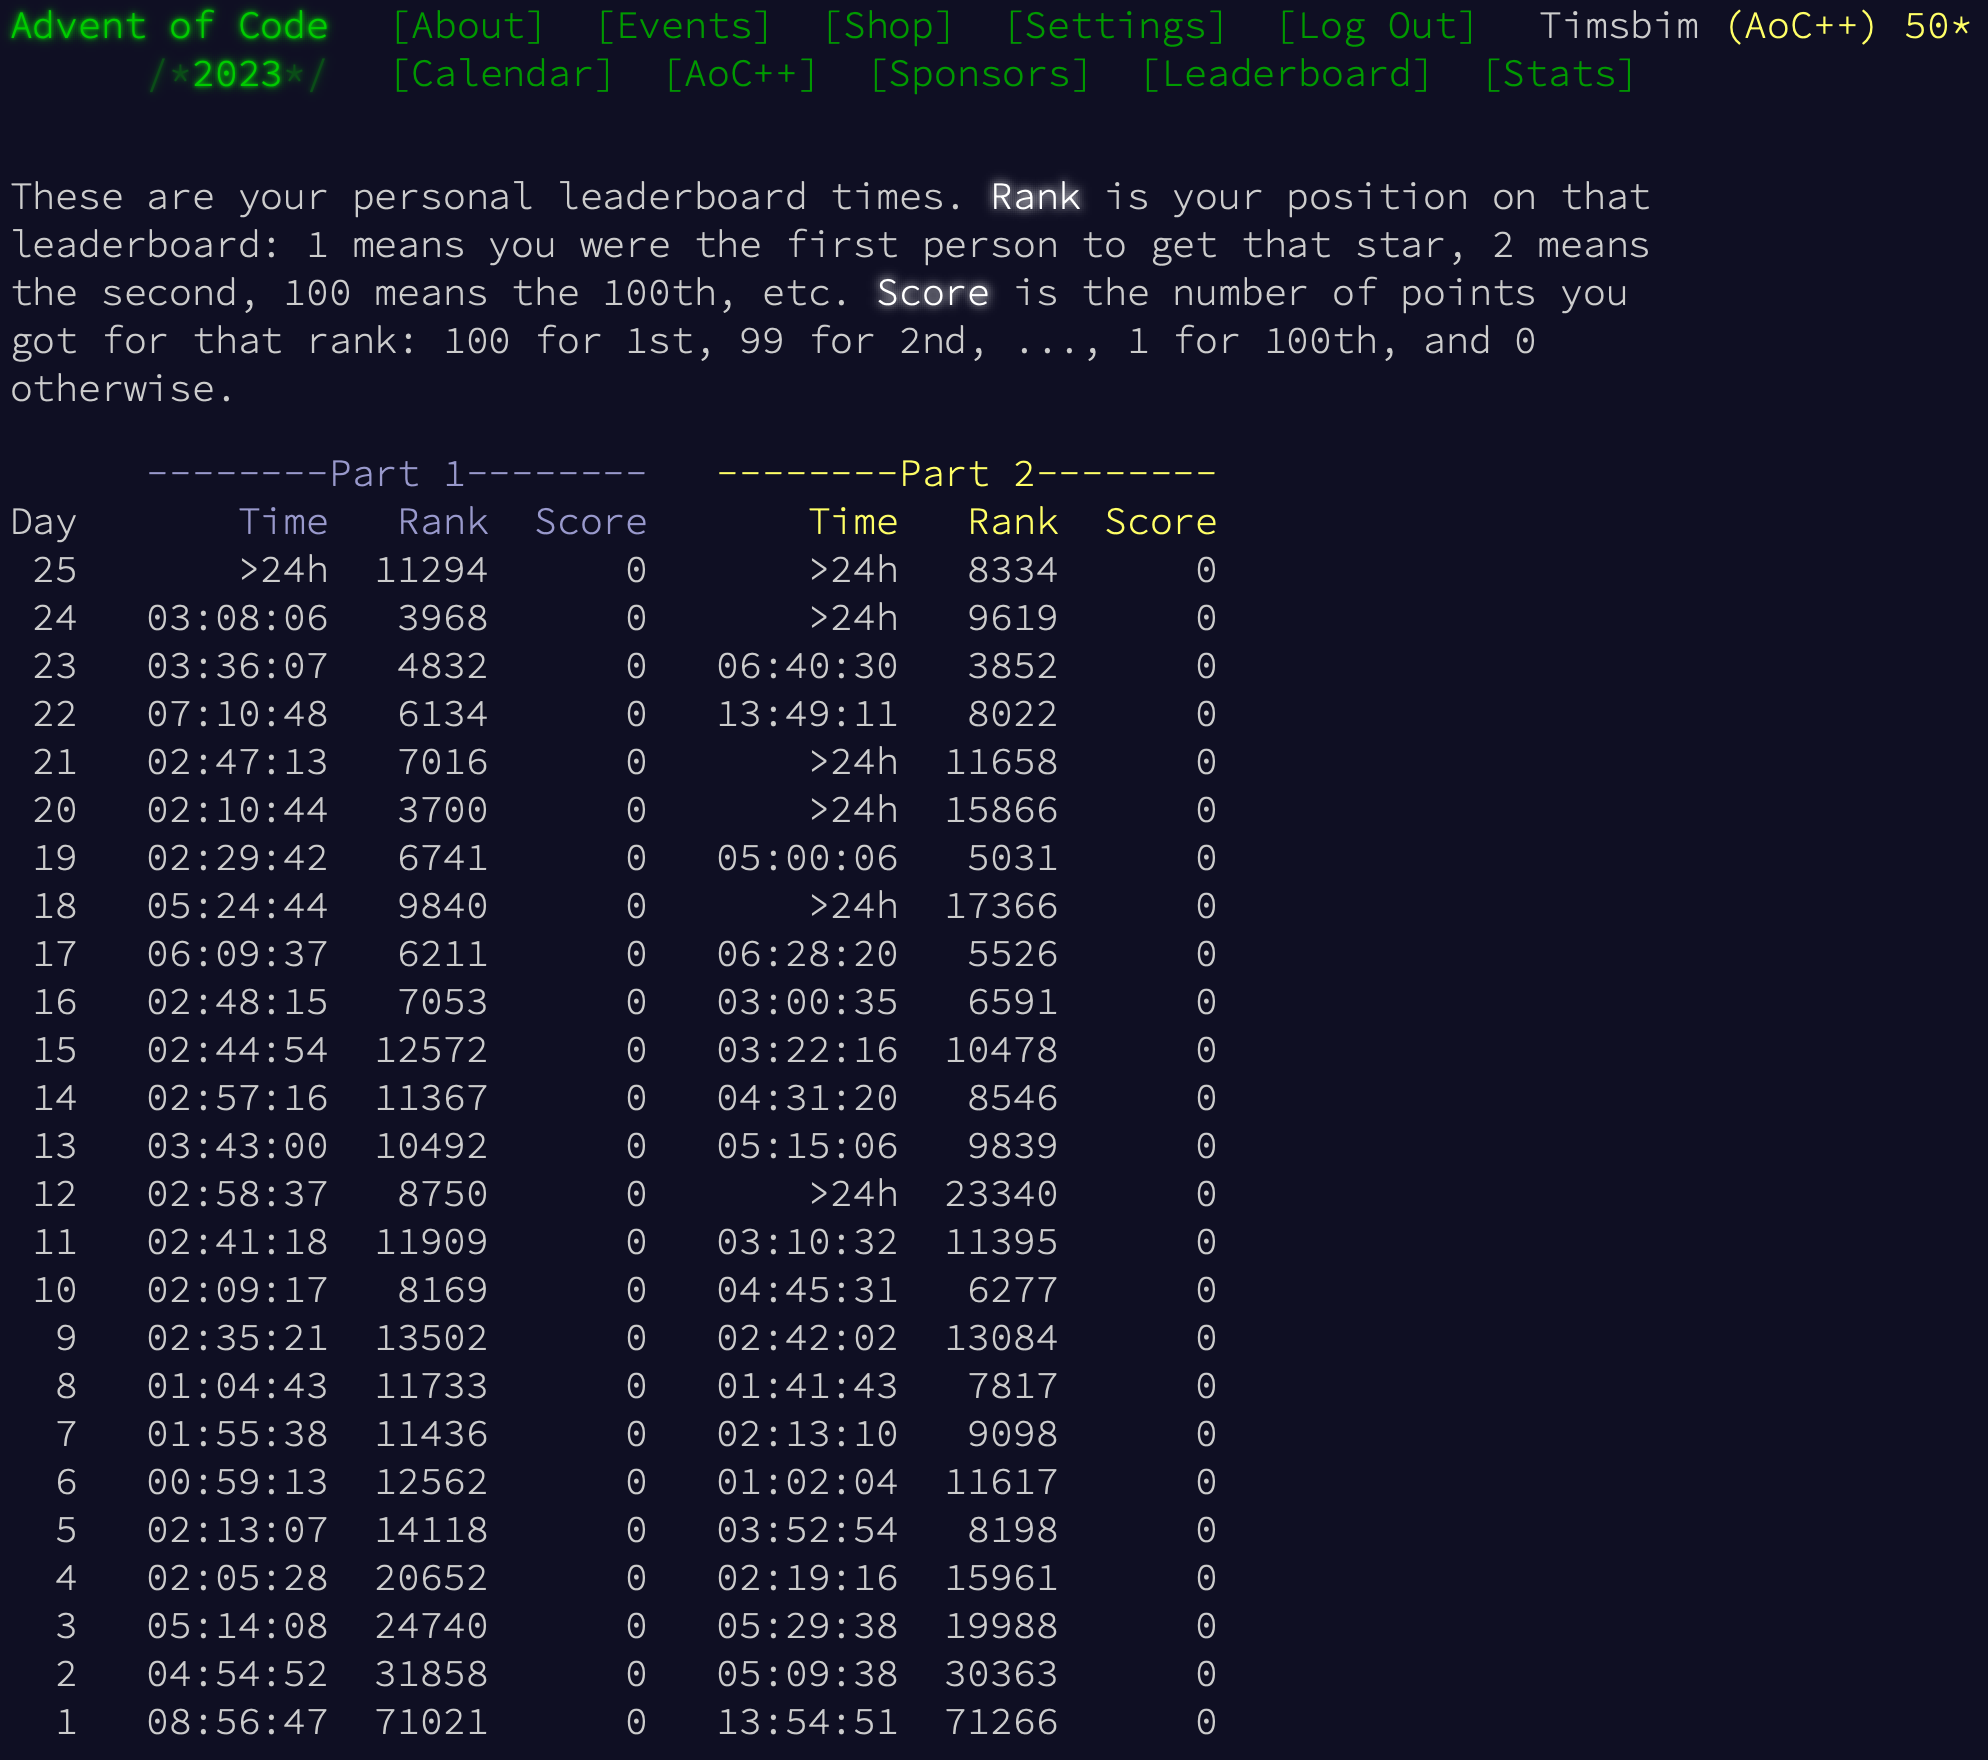 Advent of Code [About] [Events] [Shop] [Settings] [Log Out] Timsbim (AoC++) 50*
/*2023*/ [Calendar] [AoC++] [Sponsors] [Leaderboard] [Stats]
These are your personal leaderboard times. Rank is your position on that
leaderboard: 1 means you were the first person to get that star, 2 means
the second, 100 means the 100th, etc. Score is the number of points you
got for that rank: 100 for 1st, 99 for 2nd, ..., 1 for 100th, and 0
otherwise.
--------Part 1-------- --------Part 2--------
Day Time Rank Score Time Rank Score
25 >24h 11294 0 >24h 8334 0
24 03:08:06 3968 0 >24h 9619 0
23 03:36:07 4832 0 06:40:30 3852 0
22 07:10:48 6134 0 13:49:11 8022 0
21 02:47:13 7016 0 >24h 11658 0
20 02:10:44 3700 0 >24h 15866 0
19 02:29:42 6741 0 05:00:06 5031 0
18 05:24:44 9840 0 >24h 17366 0
17 06:09:37 6211 0 06:28:20 5526 0
16 02:48:15 7053 0 03:00:35 6591 0
15 02:44:54 12572 0 03:22:16 10478 0
14 02:57:16 11367 0 04:31:20 8546 0
13 03:43:00 10492 0 05:15:06 9839 0
12 02:58:37 8750 0 >24h 23340 0
11 02:41:18 11909 0 03:10:32 11395 0
10 02:09:17 8169 0 04:45:31 6277 0
9 02:35:21 13502 0 02:42:02 13084 0
8 01:04:43 11733 0 01:41:43 7817 0
7 01:55:38 11436 0 02:13:10 9098 0
6 00:59:13 12562 0 01:02:04 11617 0
5 02:13:07 14118 0 03:52:54 8198 0
4 02:05:28 20652 0 02:19:16 15961 0
3 05:14:08 24740 0 05:29:38 19988 0
2 04:54:52 31858 0 05:09:38 30363 0
1 08:56:47 71021 0 13:54:51 71266 0